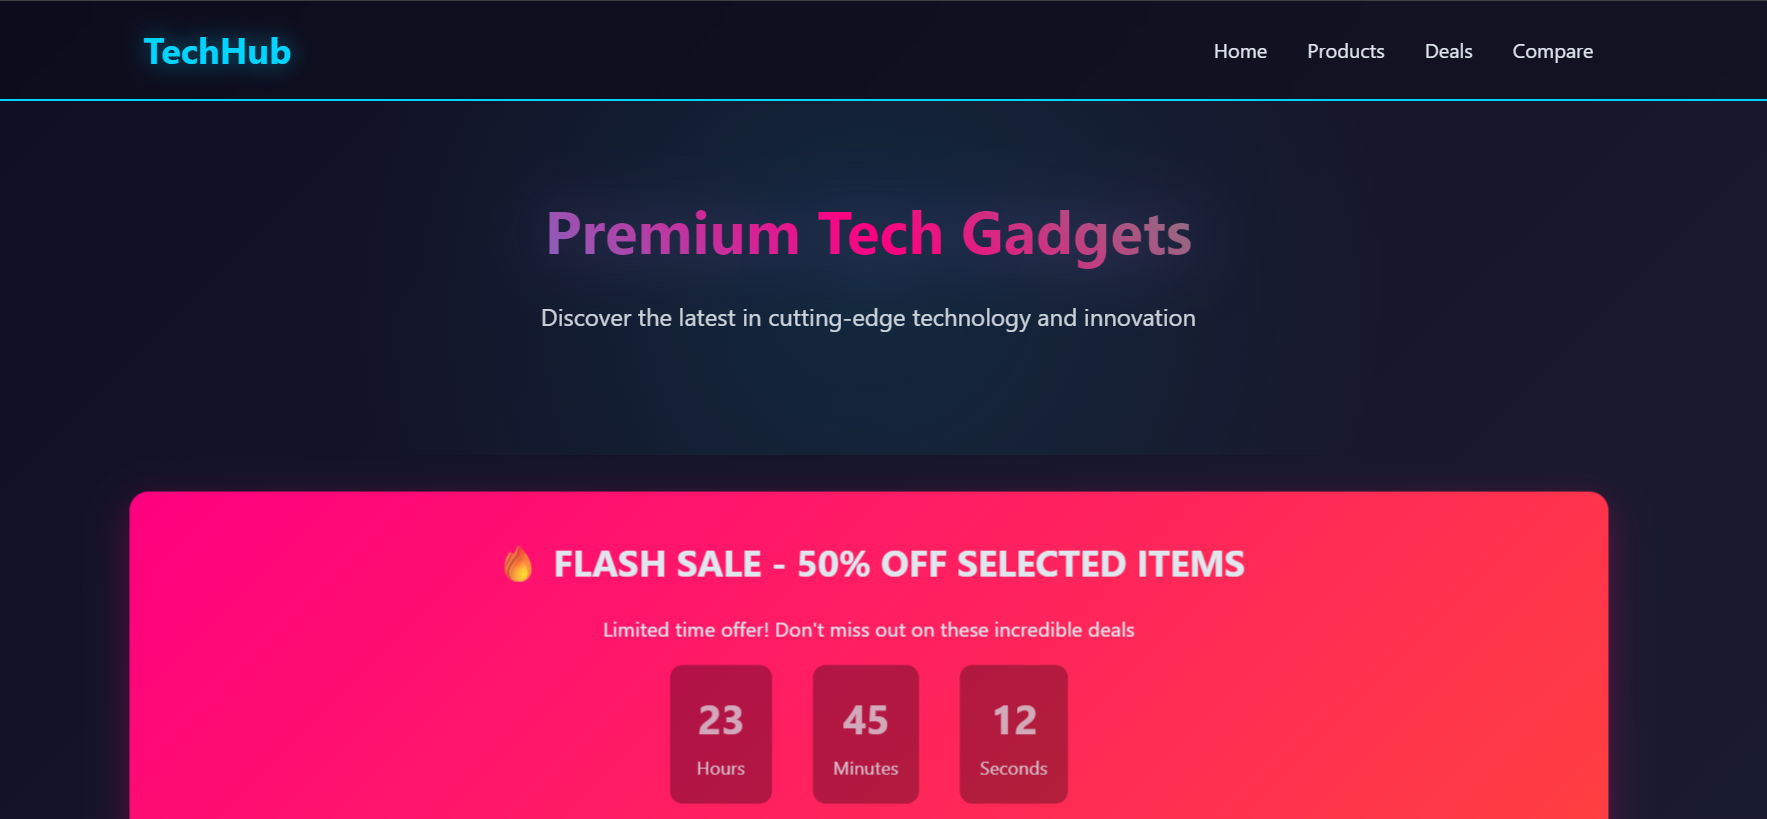 TechHub
Home Products Deals Compare
Premium Tech Gadgets
Discover the latest in cutting-edge technology and innovation
🔥 FLASH SALE - 50% OFF SELECTED ITEMS
Limited time offer! Don't miss out on these incredible deals
23 45 12
Hours Minutes Seconds